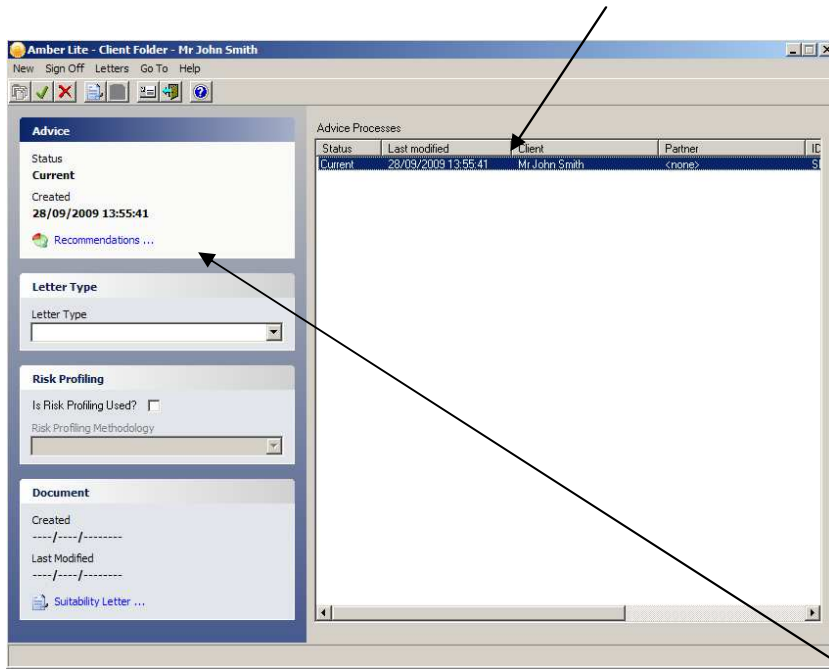 Amber Lite - Client Folder - Mr John Smith
New Sign Off Letters Go To Help
Advice
Status
Current
Created
28/09/2009 13:55:41
Recommendations ...
Letter Type
Letter Type
Risk Profiling
Is Risk Profiling Used?
Risk Profiling Methodology
Document
Created
----/----/--------
Last Modified
----/----/--------
Suitability Letter ...
Advice Processes
Status Last modified Client Partner
Current 28/09/2009 13:55:41 Mr John Smith <none>